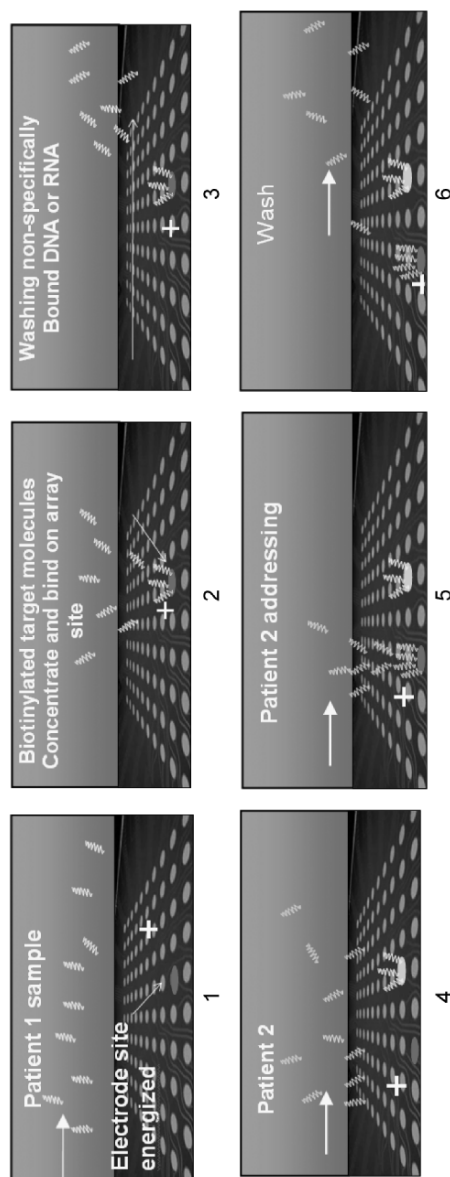 Patient 1 sample
Electrode site
energized
+
1
Biotinylated target molecules
Concentrate and bind on array
site
+
2
Washing non-specifically
Bound DNA or RNA
+
3
Patient 2
+
4
Patient 2 addressing
+
5
Wash
+
6